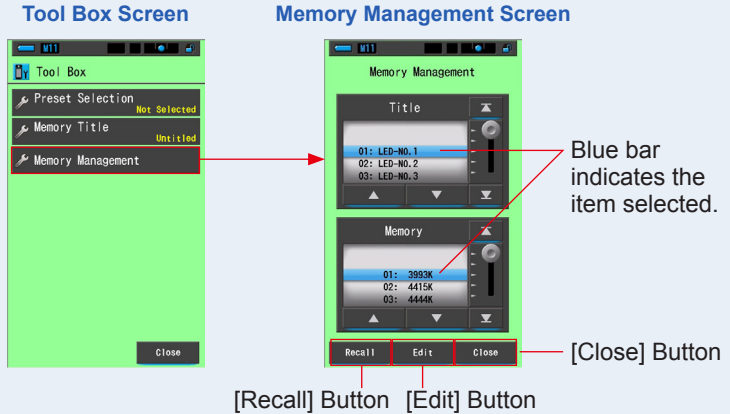 Tool Box Screen
Memory Management Screen
M11
Tool Box
Preset Selection
Not Selected
Memory Title
Untitled
Memory Management
Close
M11
Memory Management
Title
01: LED-NO.1
02: LED-NO.2
03: LED-NO.3
Memory
01: 3993K
02: 4415K
03: 4444K
Recall Edit Close
Blue bar
indicates the
item selected.
[Close] Button
[Recall] Button [Edit] Button